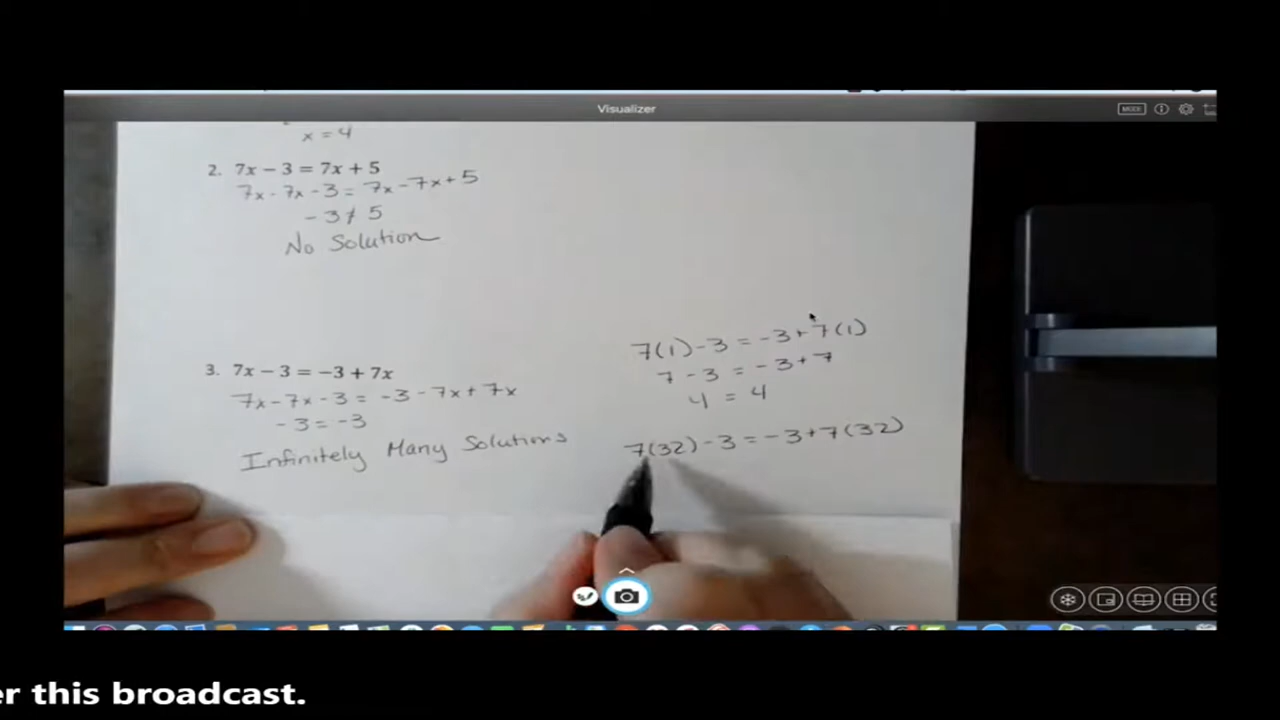 Visualizer
MODE
x = 4
2. 7x − 3 = 7x + 5
7x - 7x - 3 = 7x - 7x + 5
- 3 ≠ 5
No Solution
3. 7x − 3 = −3 + 7x
7x - 7x - 3 = -3 - 7x + 7x
- 3 = -3
Infinitely Many Solutions
7(1) - 3 = -3 + 7(1)
7 - 3 = - 3 + 7
4 = 4
7(32) - 3 = -3 + 7(32)
er this broadcast.